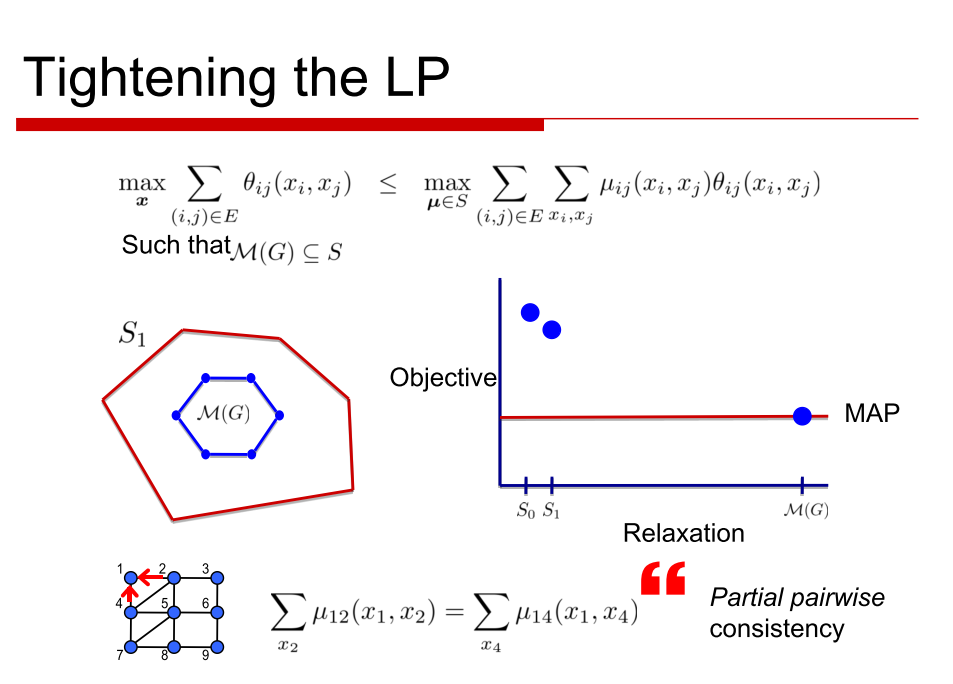 Tightening the LP
$\max_{\boldsymbol{x}} \sum_{(i,j)\in E} \theta_{ij}(x_i, x_j) \leq \max_{\boldsymbol{\mu}\in S} \sum_{(i,j)\in E} \sum_{x_i,x_j} \mu_{ij}(x_i, x_j)\theta_{ij}(x_i, x_j)$
Such that $\mathcal{M}(G) \subseteq S$
$S_1$
$\mathcal{M}(G)$
Objective
MAP
$S_0$ $S_1$ $\mathcal{M}(G)$
Relaxation
1 2 3
4 5 6
7 8 9
$\sum_{x_2} \mu_{12}(x_1, x_2) = \sum_{x_4} \mu_{14}(x_1, x_4)$
“
Partial pairwise
consistency